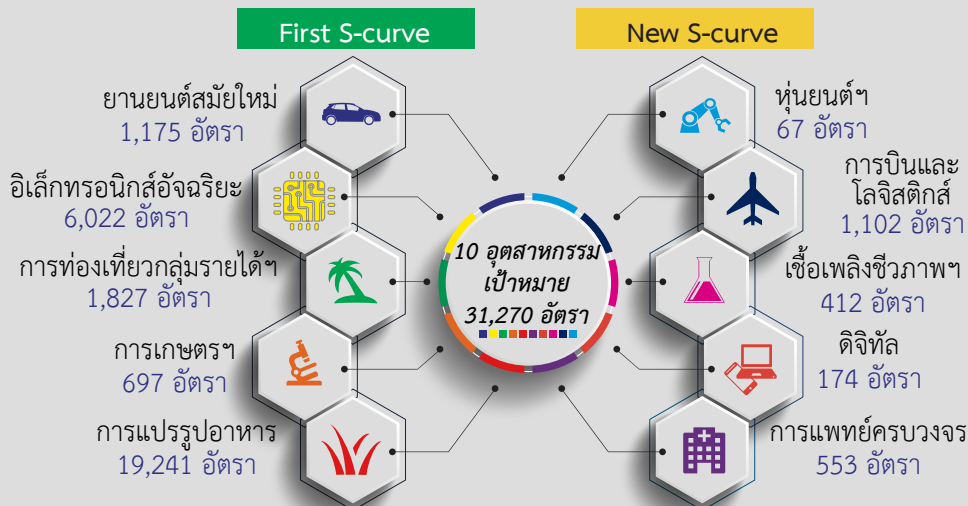 First S-curve
ยานยนต์สมัยใหม่
1,175 อัตรา
อิเล็กทรอนิกส์อัจฉริยะ
6,022 อัตรา
การท่องเที่ยวกลุ่มรายได้ฯ
1,827 อัตรา
การเกษตรฯ
697 อัตรา
การแปรรูปอาหาร
19,241 อัตรา
10 อุตสาหกรรม
เป้าหมาย
31,270 อัตรา
New S-curve
หุ่นยนต์ฯ
67 อัตรา
การบินและ
โลจิสติกส์
1,102 อัตรา
เชื้อเพลิงชีวภาพฯ
412 อัตรา
ดิจิทัล
174 อัตรา
การแพทย์ครบวงจร
553 อัตรา